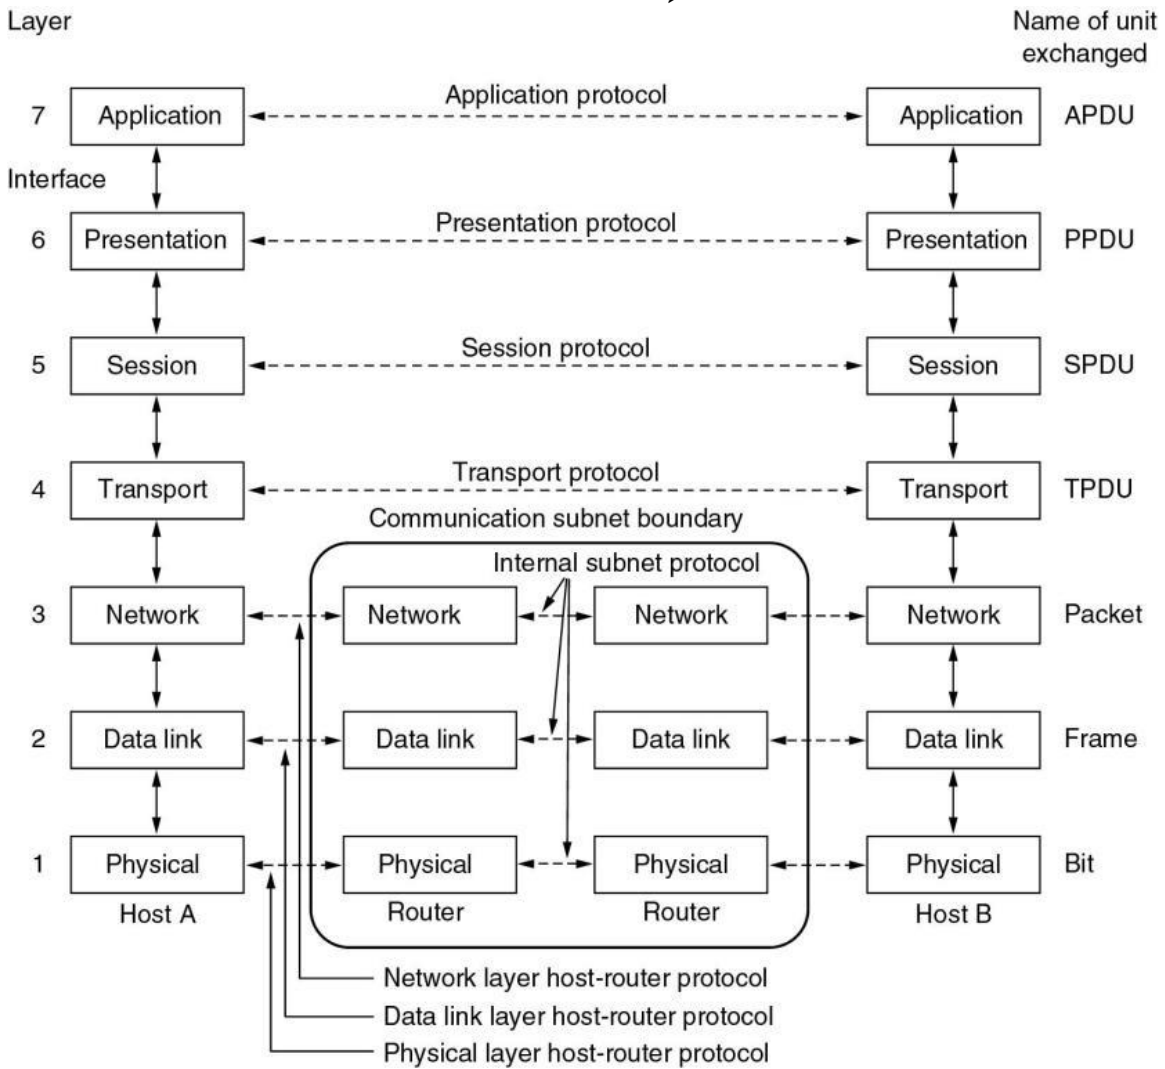 Layer
Name of unit
exchanged
Application protocol
7 Application Application APDU
Interface
Presentation protocol
6 Presentation Presentation PPDU
Session protocol
5 Session Session SPDU
Transport protocol
4 Transport Transport TPDU
Communication subnet boundary
Internal subnet protocol
3 Network Network Network Network Packet
2 Data link Data link Data link Data link Frame
1 Physical Physical Physical Physical Bit
Host A Router Router Host B
Network layer host-router protocol
Data link layer host-router protocol
Physical layer host-router protocol